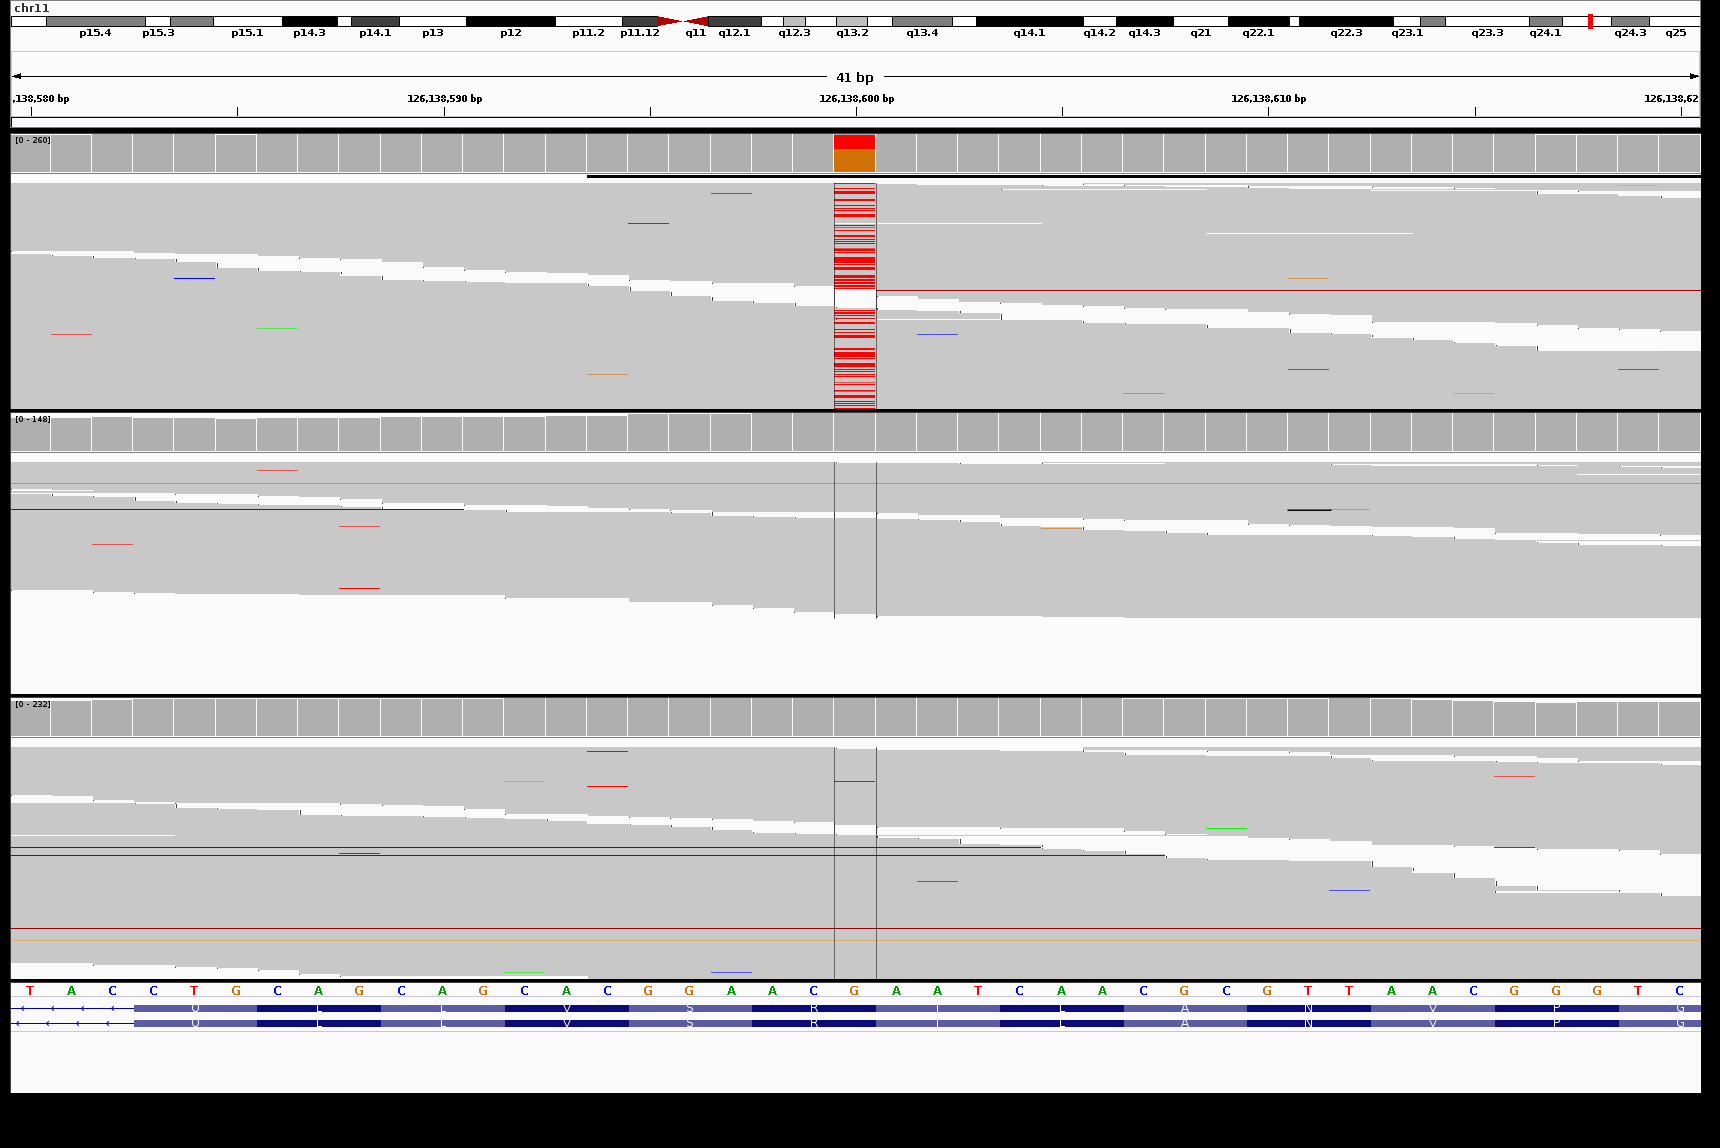 chr11
p15.4 p15.3 p15.1 p14.3 p14.1 p13 p12 p11.2 p11.12 q11 q12.1 q12.3 q13.2 q13.4 q14.1 q14.2 q14.3 q21 q22.1 q22.3 q23.1 q23.3 q24.1 q24.3 q25
41 bp
,138,580 bp 126,138,590 bp 126,138,600 bp 126,138,610 bp 126,138,62
[0 - 260]
[0 - 148]
[0 - 232]
T A C C T G C A G C A G C A C G G A A C G A A T C A A C G C G T T A A C G G G T C
Q L L V S R I L A N V P G
Q L L V S R I L A N V P G